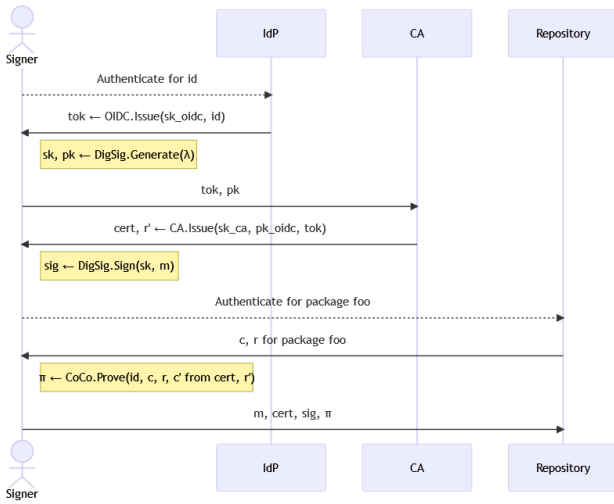 IdP
CA
Repository
Signer
Authenticate for id
tok ← OIDC.Issue(sk_oidc, id)
sk, pk ← DigSig.Generate(λ)
tok, pk
cert, r' ← CA.Issue(sk_ca, pk_oidc, tok)
sig ← DigSig.Sign(sk, m)
Authenticate for package foo
c, r for package foo
π ← CoCo.Prove(id, c, r, c' from cert, r')
m, cert, sig, π
IdP
CA
Repository
Signer